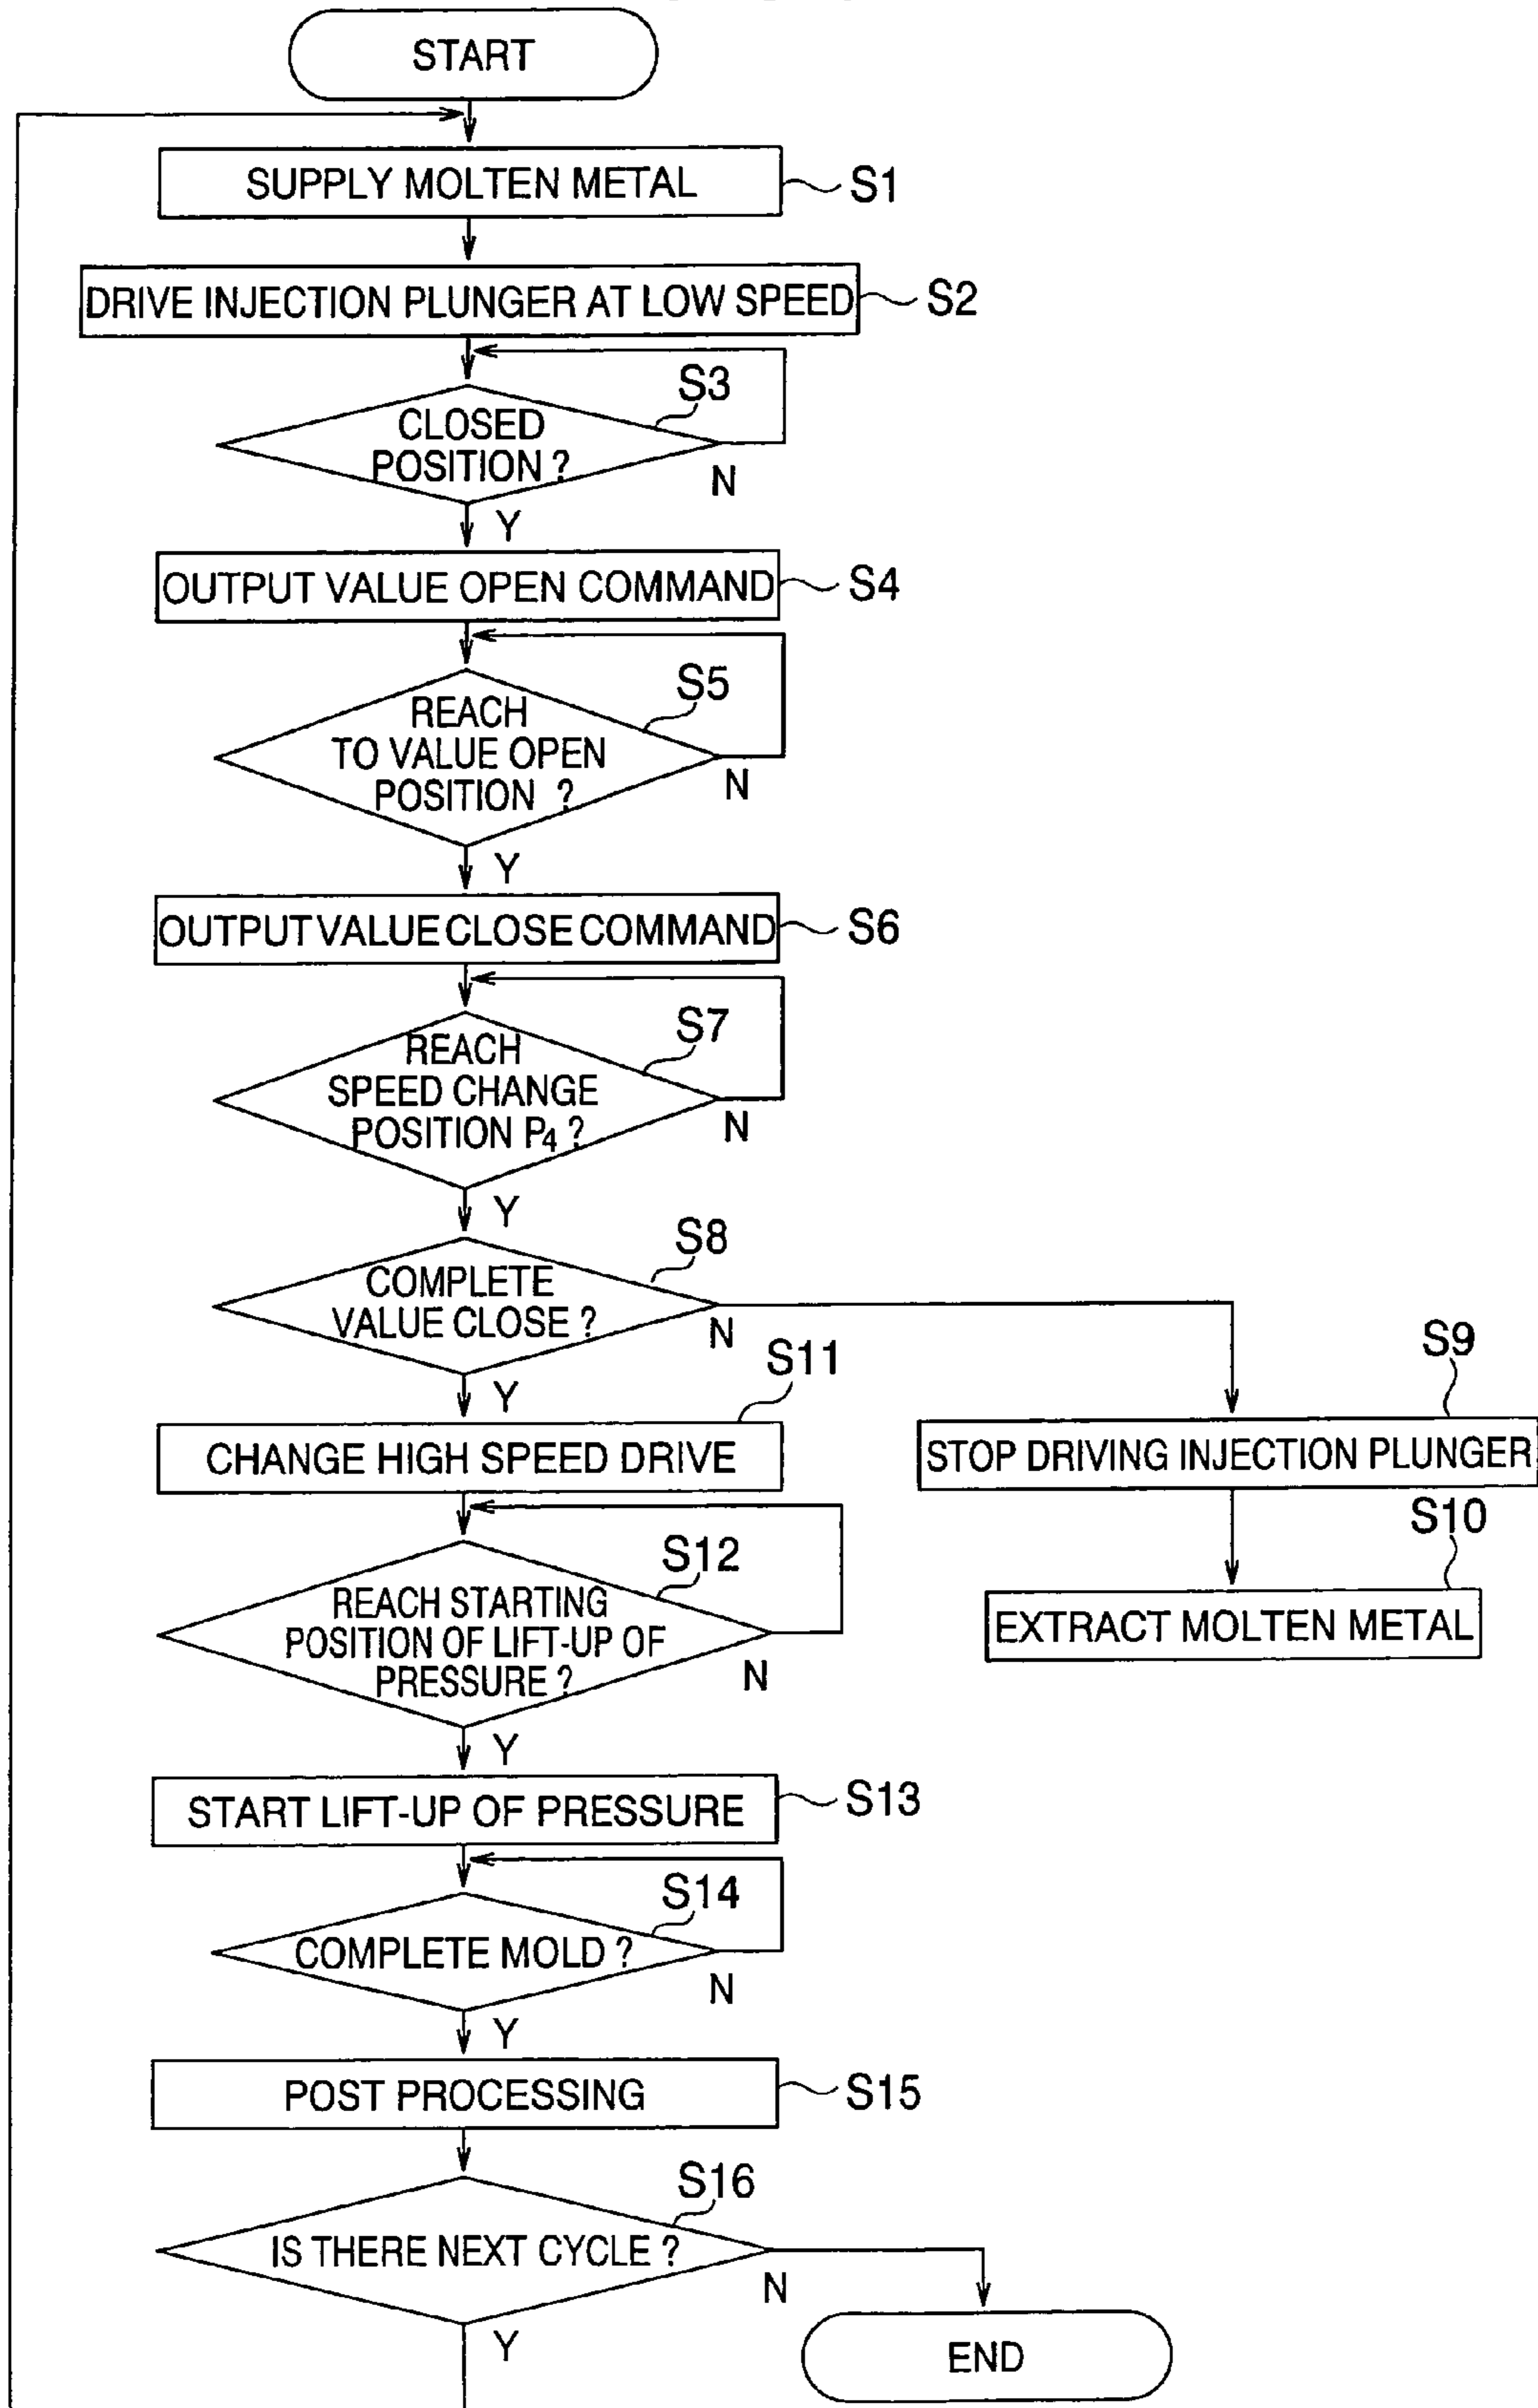 START
SUPPLY MOLTEN METAL
S1
DRIVE INJECTION PLUNGER AT LOW SPEED
S2
S3
CLOSED
POSITION ?
N
Y
OUTPUT VALUE OPEN COMMAND
S4
S5
REACH
TO VALUE OPEN
POSITION ?
N
Y
OUTPUT VALUE CLOSE COMMAND
S6
S7
REACH
SPEED CHANGE
POSITION P4 ?
N
Y
S8
COMPLETE
VALUE CLOSE ?
N
Y
S9
STOP DRIVING INJECTION PLUNGER
S10
EXTRACT MOLTEN METAL
S11
CHANGE HIGH SPEED DRIVE
S12
REACH STARTING
POSITION OF LIFT-UP OF
PRESSURE ?
N
Y
START LIFT-UP OF PRESSURE
S13
S14
COMPLETE MOLD ?
N
Y
POST PROCESSING
S15
S16
IS THERE NEXT CYCLE ?
N
Y
END